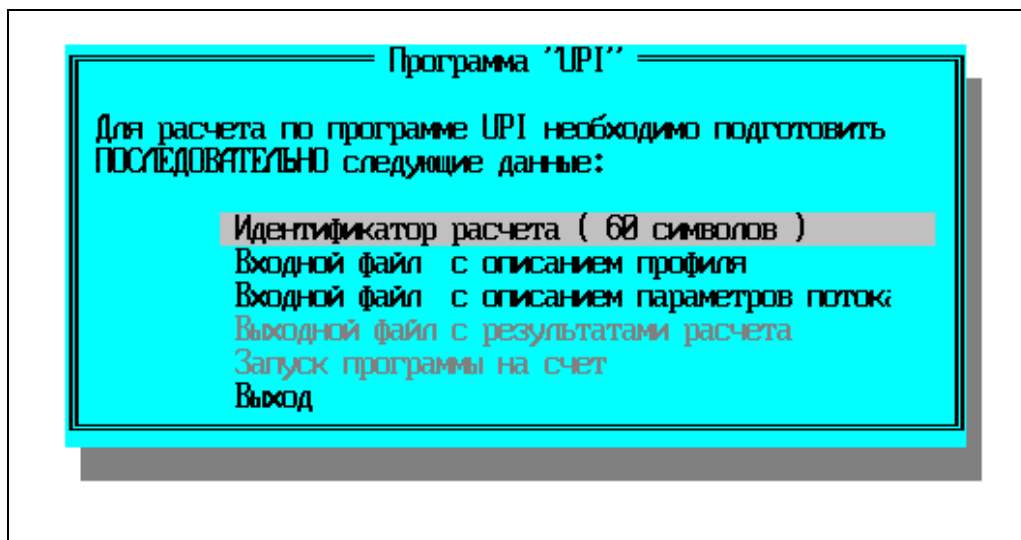 Программа "UPI"
Для расчета по программе UPI необходимо подготовить
ПОСЛЕДОВАТЕЛЬНО следующие данные:
Идентификатор расчета ( 60 символов )
Входной файл с описанием профиля
Входной файл с описанием параметров потока
Выходной файл с результатами расчета
Запуск программы на счет
Выход